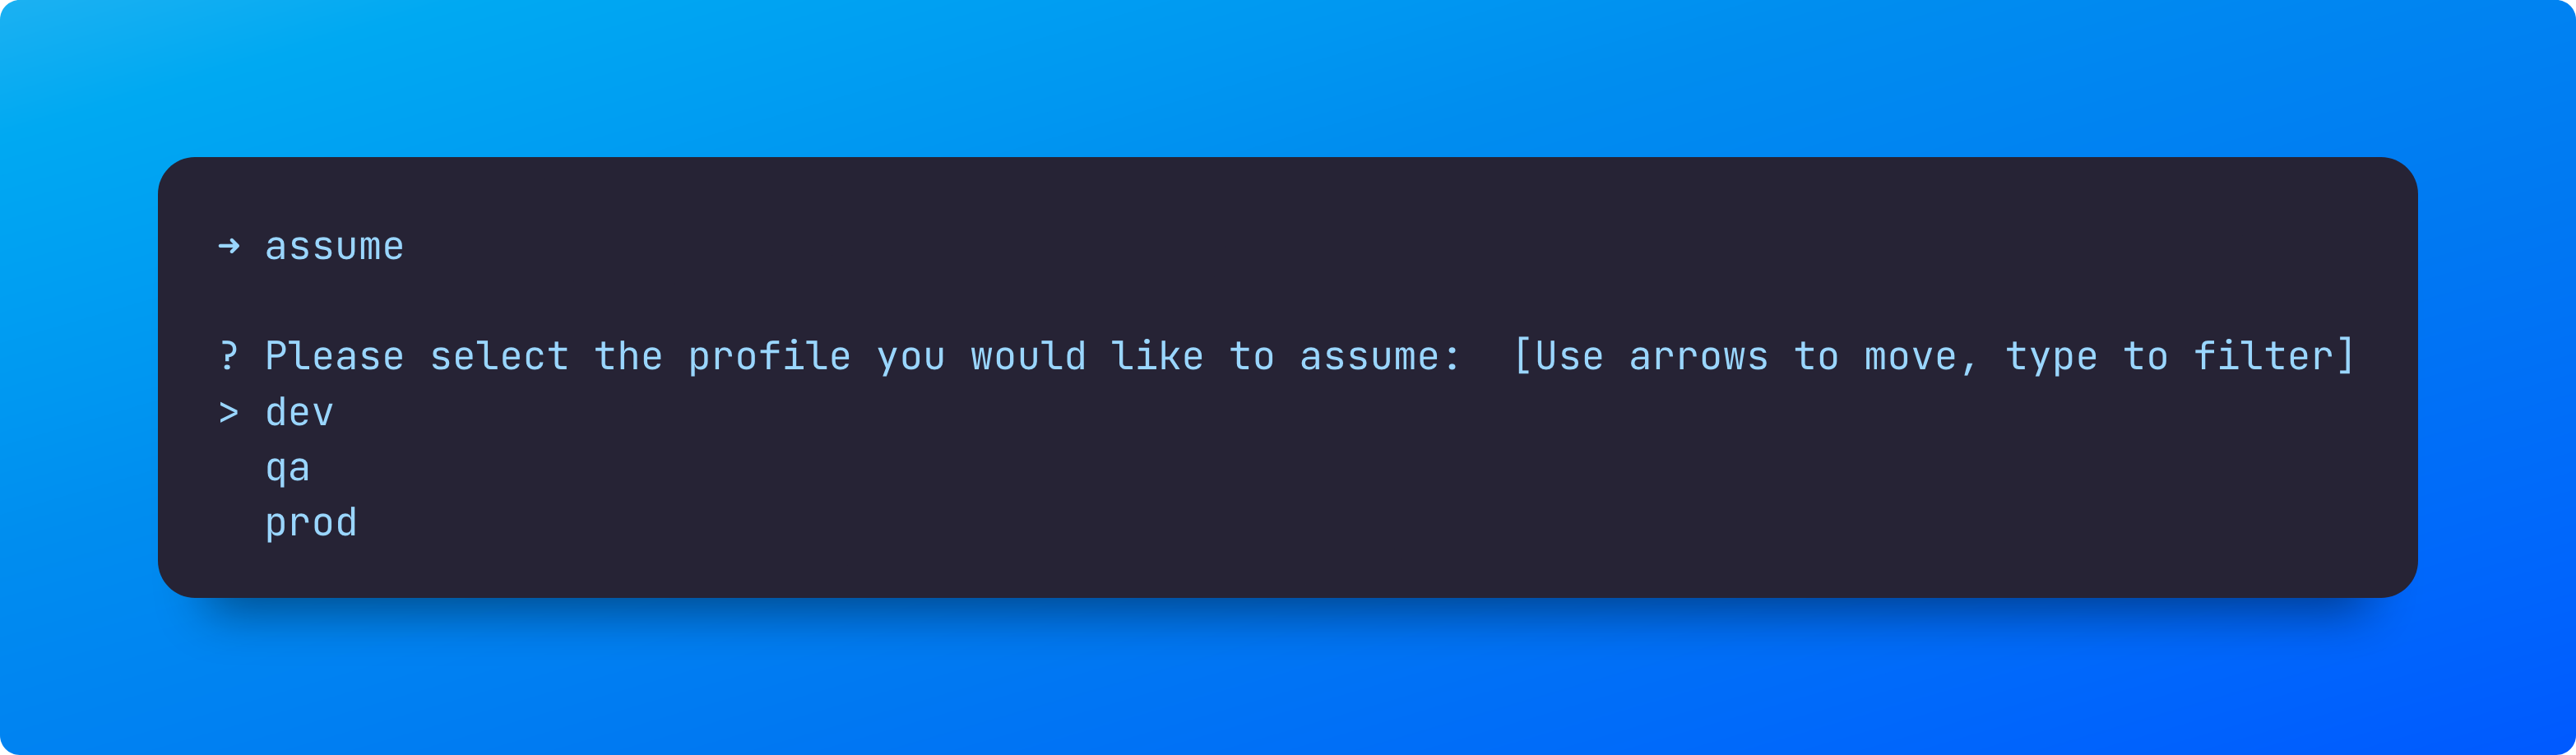 ➜ assume
? Please select the profile you would like to assume:  [Use arrows to move, type to filter]
> dev
  qa
  prod